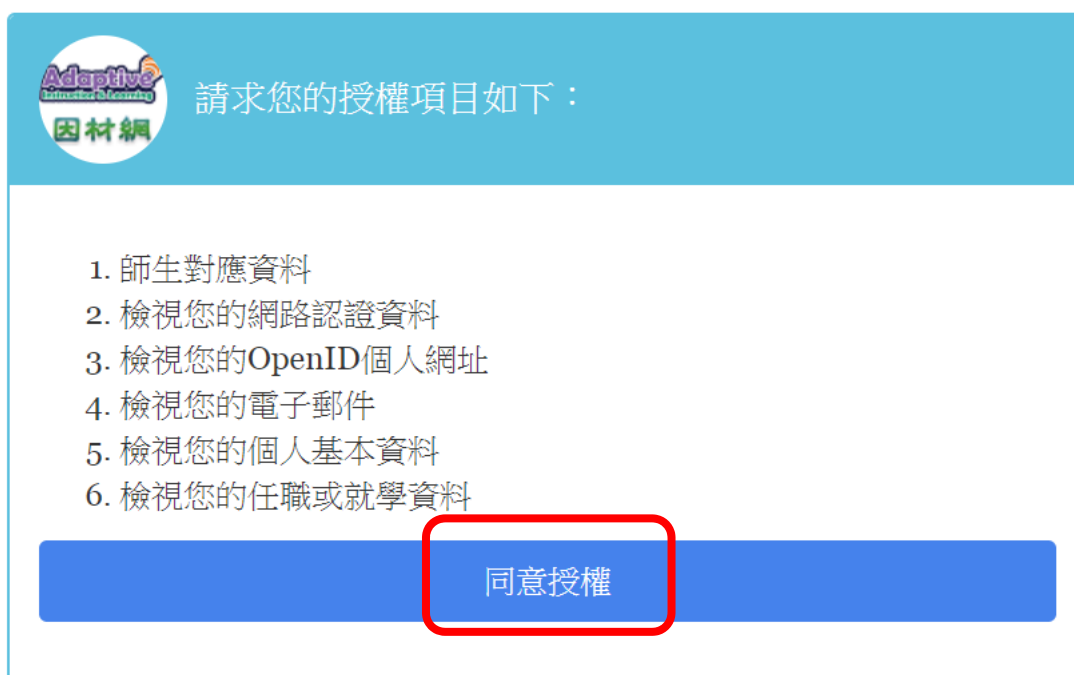 Adaptive
Instruction & Learning
因材網
請求您的授權項目如下：
1. 師生對應資料
2. 檢視您的網路認證資料
3. 檢視您的OpenID個人網址
4. 檢視您的電子郵件
5. 檢視您的個人基本資料
6. 檢視您的任職或就學資料
同意授權